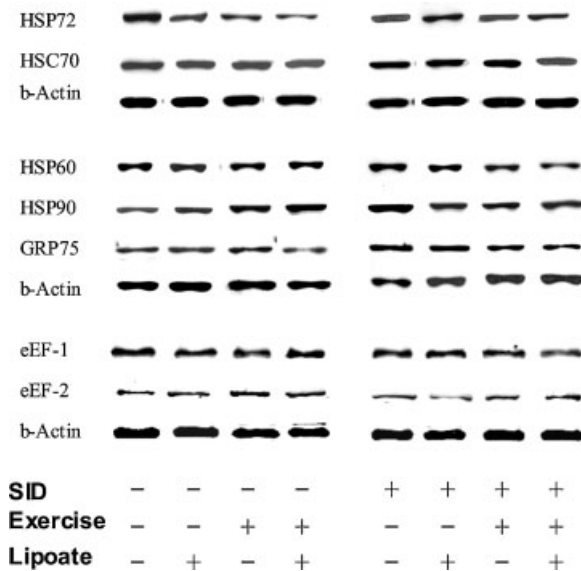 HSP72
HSC70
b-Actin
HSP60
HSP90
GRP75
b-Actin
eEF-1
eEF-2
b-Actin
SID − − − − + + + +
Exercise − − + + − − + +
Lipoate − + − + − + − +